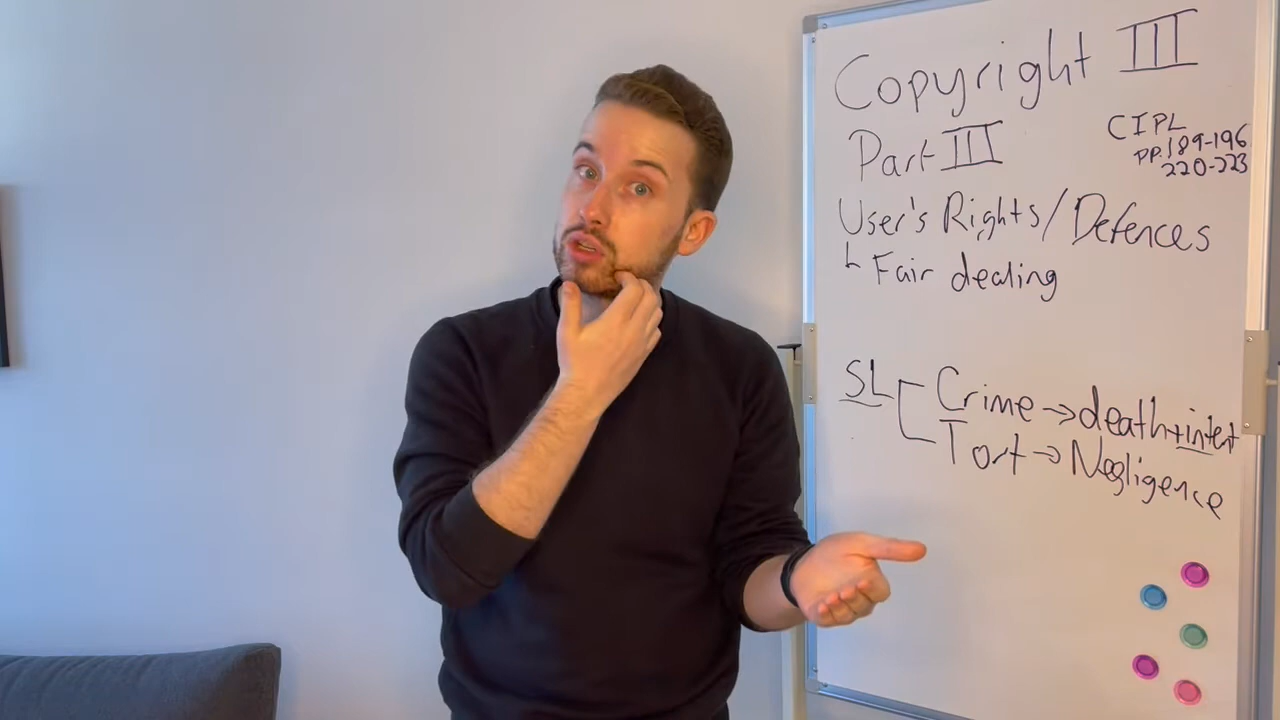 Copyright III
Part III
CIPL
pp. 189-196
220-223
User's Rights/Defences
↳ Fair dealing
SL
Crime → death+intent
Tort → Negligence